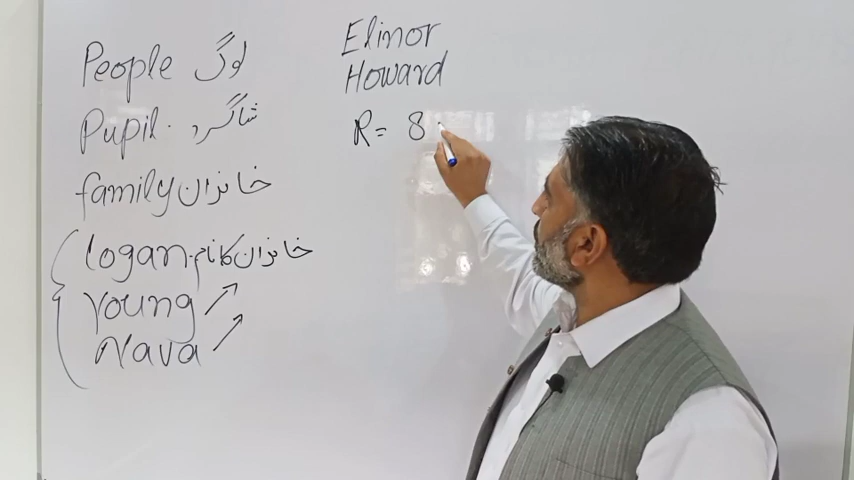 People لوگ
Pupil. شاگرد
family خاندان
logan. خاندان کا نام
Young
Nava
Elinor
Howard
R= 8